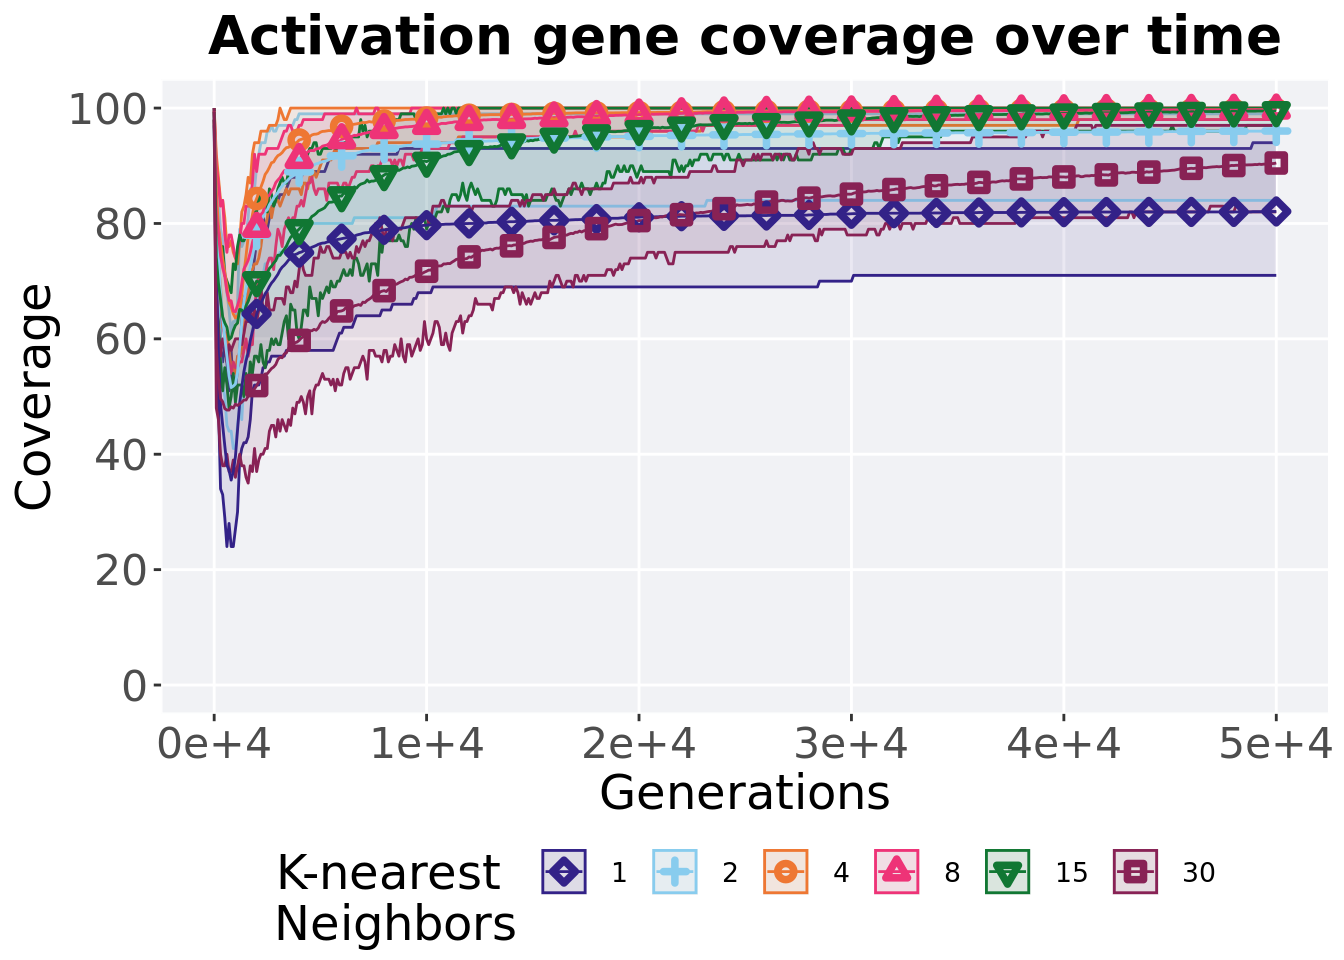 Activation gene coverage over time
100
80
60
40
20
0
Coverage
0e+4 1e+4 2e+4 3e+4 4e+4 5e+4
Generations
K-nearest
Neighbors
1 2 4 8 15 30